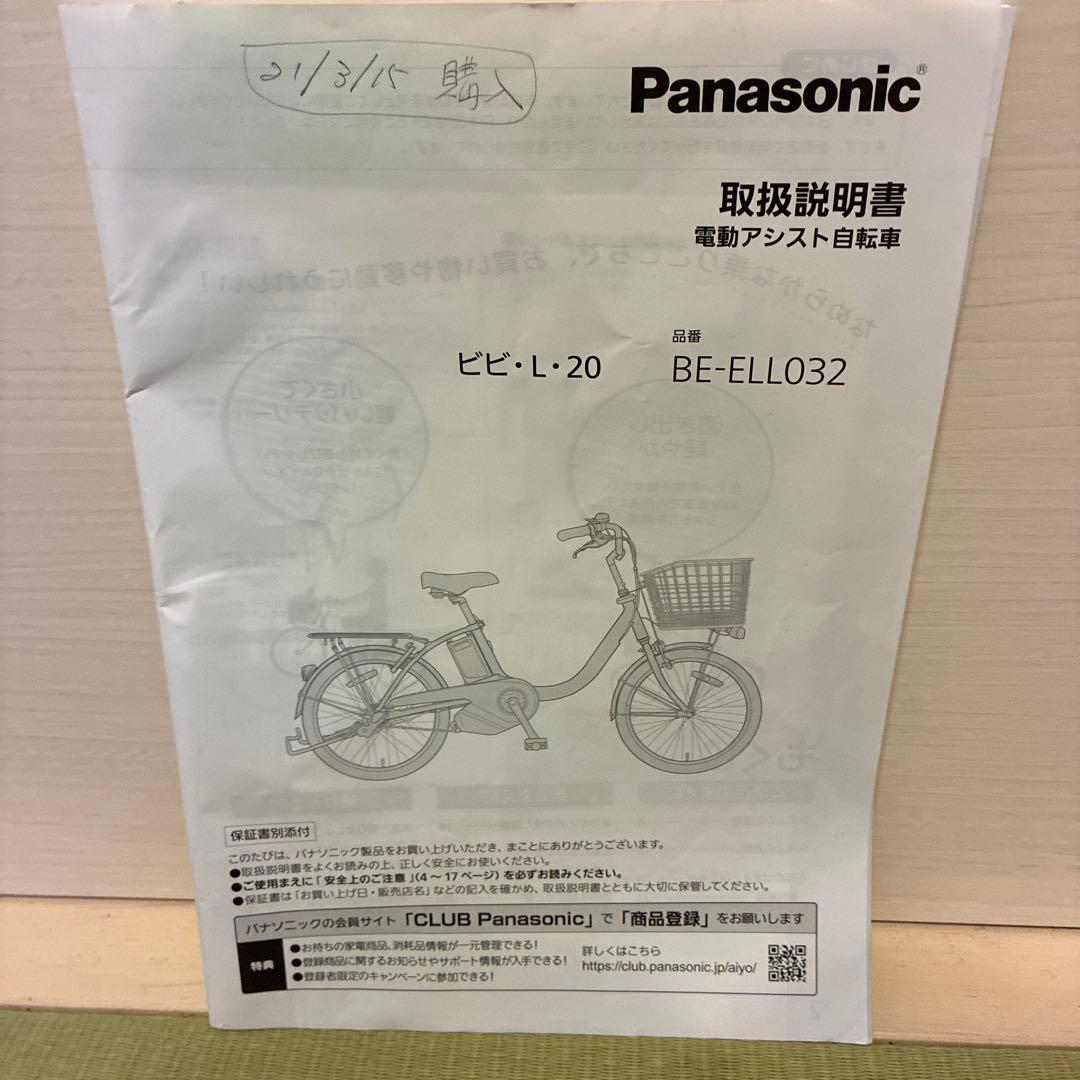 21/3/15 購入
Panasonic®
取扱説明書
電動アシスト自転車
品番
ビビ・L・20 BE-ELL032
保証書別添付
このたびは、パナソニック製品をお買い上げいただき、まことにありがとうございます。
●取扱説明書をよくお読みの上、正しく安全にお使いください。
●ご使用まえに「安全上のご注意」(4～17ページ)を必ずお読みください。
●保証書は「お買い上げ日・販売店名」などの記入を確かめ、取扱説明書とともに大切に保管してください。
パナソニックの会員サイト「CLUB Panasonic」で「商品登録」をお願いします
特典
●お持ちの家電商品、消耗品情報が一元管理できる!
●登録商品に関するお知らせやサポート情報が入手できる!
●登録者限定のキャンペーンに参加できる!
詳しくはこちら
https://club.panasonic.jp/aiyo/